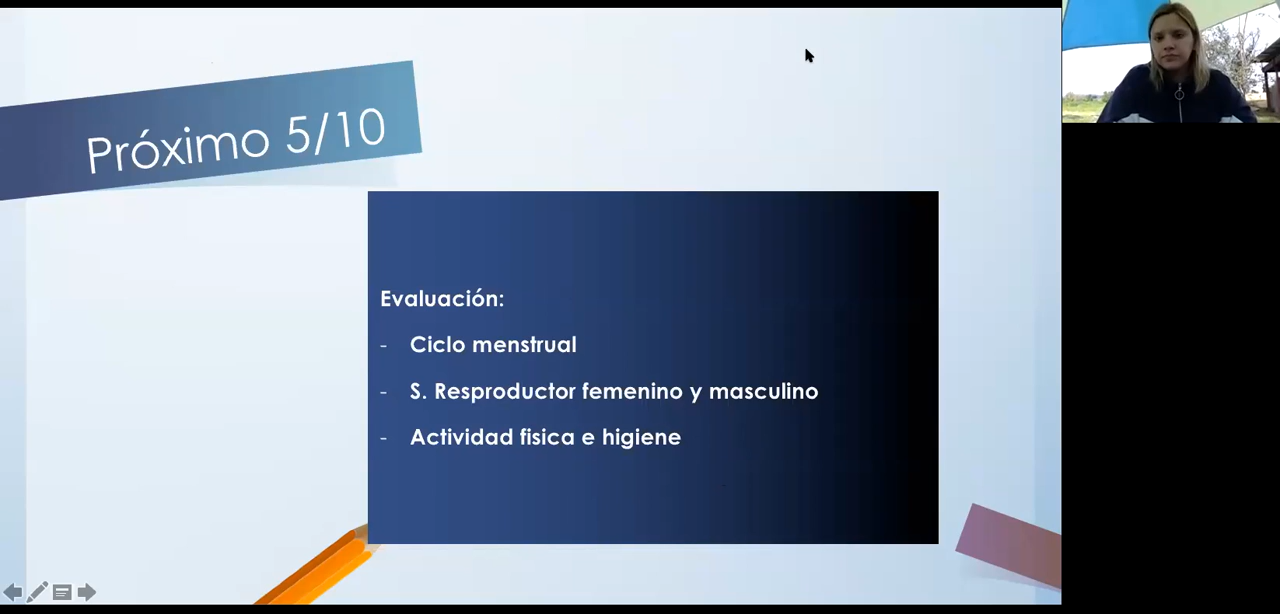 Próximo 5/10
Evaluación:
- Ciclo menstrual
- S. Resproductor femenino y masculino
- Actividad fisica e higiene